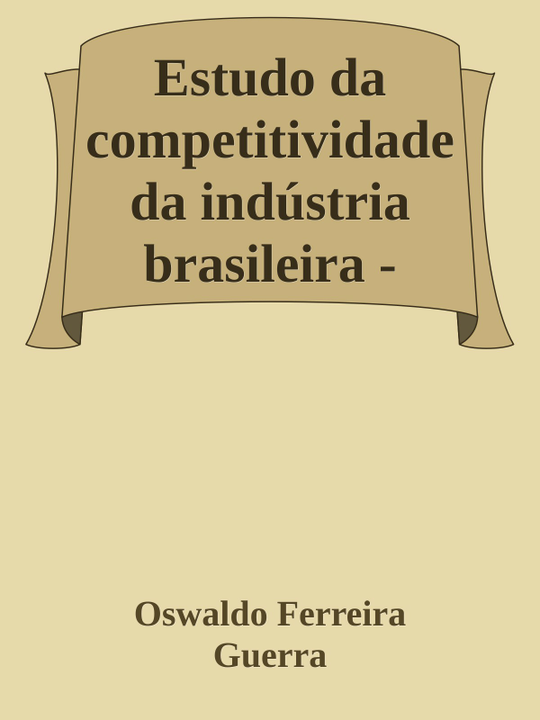 Estudo da
competitividade
da indústria
brasileira -
Oswaldo Ferreira
Guerra